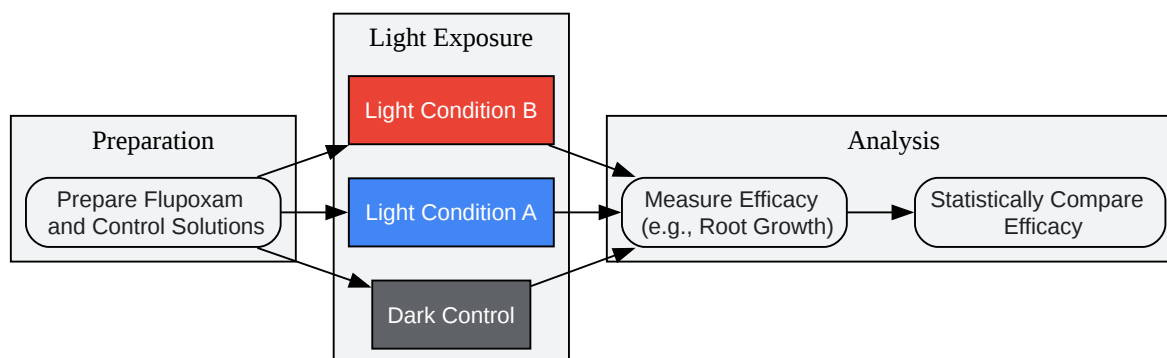 Preparation
Prepare Flupoxam
and Control Solutions
Light Exposure
Light Condition B
Light Condition A
Dark Control
Analysis
Measure Efficacy
(e.g., Root Growth)
Statistically Compare
Efficacy